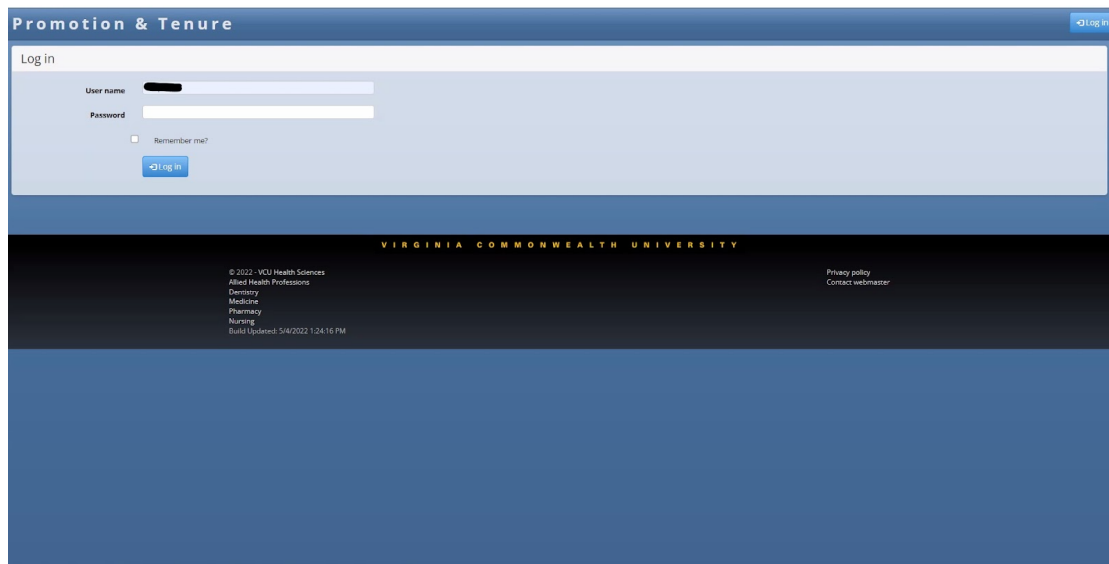 Promotion & Tenure
Log in
Log in
User name
Password
Remember me?
Log in
VIRGINIA COMMONWEALTH UNIVERSITY
© 2022 - VCU Health Sciences
Allied Health Professions
Dentistry
Medicine
Pharmacy
Nursing
Build Updated: 5/4/2022 1:24:16 PM
Privacy policy
Contact webmaster